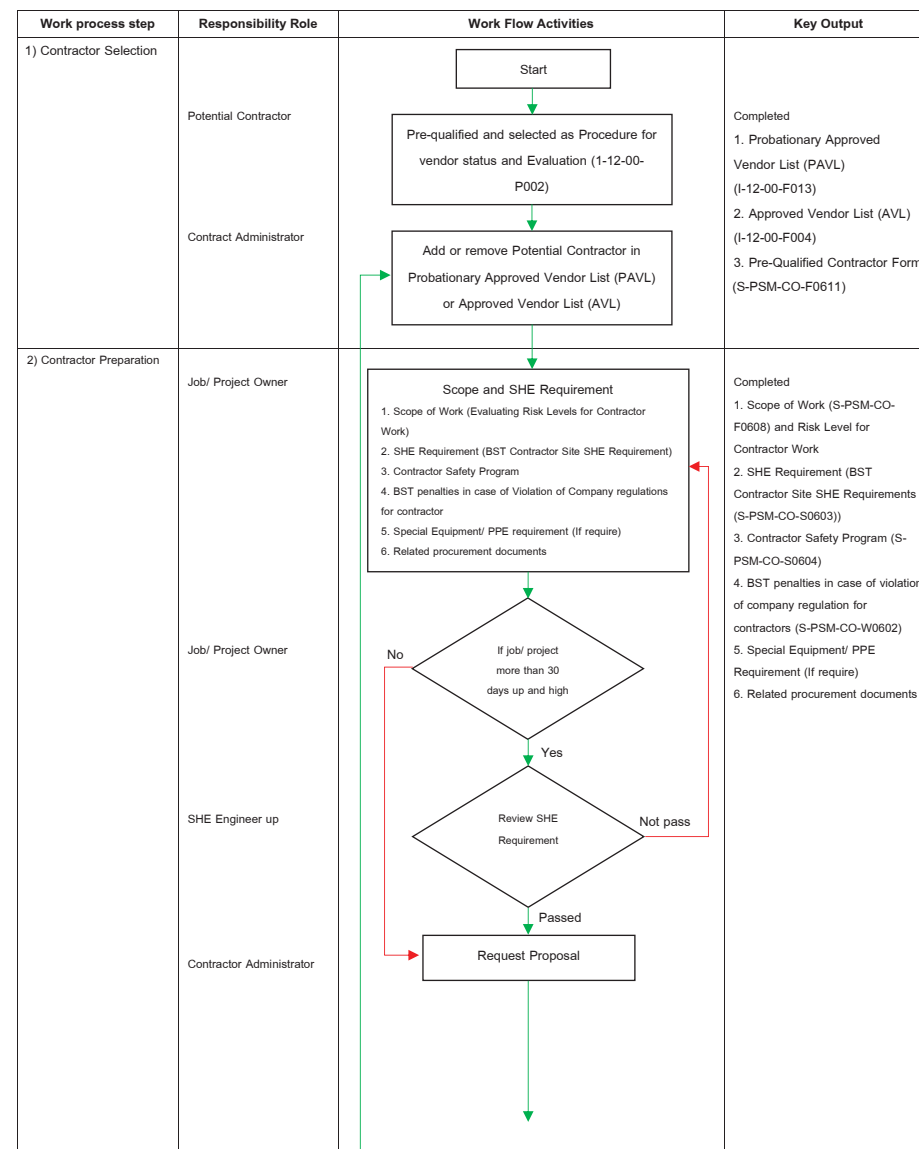 Work process step
Responsibility Role
Work Flow Activities
Key Output
1) Contractor Selection
Start
Potential Contractor
Pre-qualified and selected as Procedure for
vendor status and Evaluation (1-12-00-
P002)
Contract Administrator
Add or remove Potential Contractor in
Probationary Approved Vendor List (PAVL)
or Approved Vendor List (AVL)
Completed
1. Probationary Approved
Vendor List (PAVL)
(I-12-00-F013)
2. Approved Vendor List (AVL)
(I-12-00-F004)
3. Pre-Qualified Contractor Form
(S-PSM-CO-F0611)
2) Contractor Preparation
Job/ Project Owner
Scope and SHE Requirement
1. Scope of Work (Evaluating Risk Levels for Contractor
Work)
2. SHE Requirement (BST Contractor Site SHE Requirement)
3. Contractor Safety Program
4. BST penalties in case of Violation of Company regulations
for contractor
5. Special Equipment/ PPE requirement (If require)
6. Related procurement documents
Completed
1. Scope of Work (S-PSM-CO-
F0608) and Risk Level for
Contractor Work
2. SHE Requirement (BST
Contractor Site SHE Requirements
(S-PSM-CO-S0603))
3. Contractor Safety Program (S-
PSM-CO-S0604)
4. BST penalties in case of violation
of company regulation for
contractors (S-PSM-CO-W0602)
5. Special Equipment/ PPE
Requirement (If require)
6. Related procurement documents
Job/ Project Owner
No
If job/ project
more than 30
days up and high
Yes
SHE Engineer up
Review SHE
Requirement
Not pass
Passed
Contractor Administrator
Request Proposal